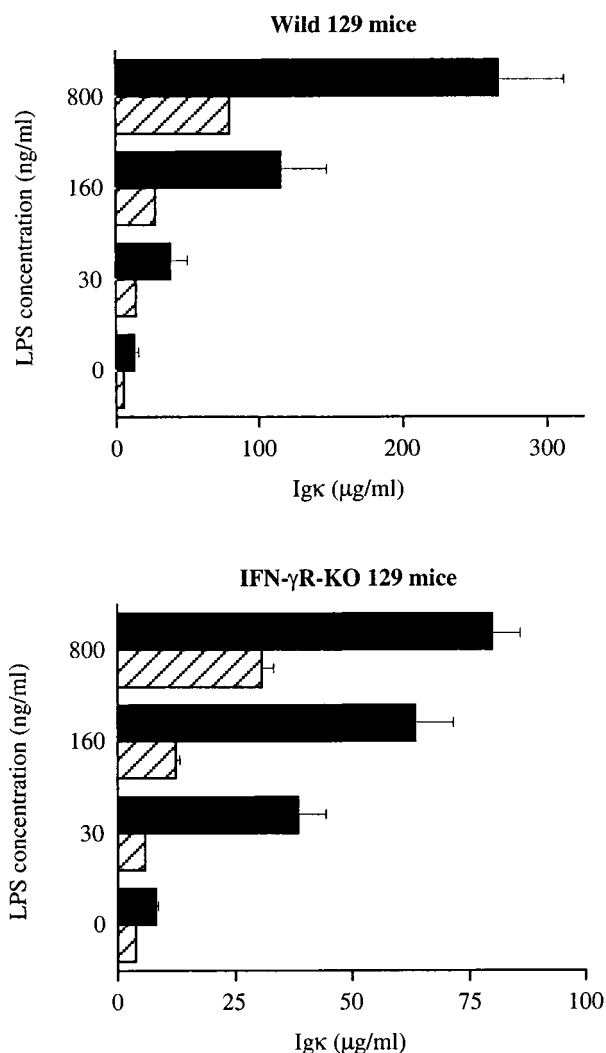 Wild 129 mice
LPS concentration (ng/ml)
800
160
30
0
0 100 200 300
Igκ (μg/ml)
IFN-γR-KO 129 mice
LPS concentration (ng/ml)
800
160
30
0
0 25 50 75 100
Igκ (μg/ml)